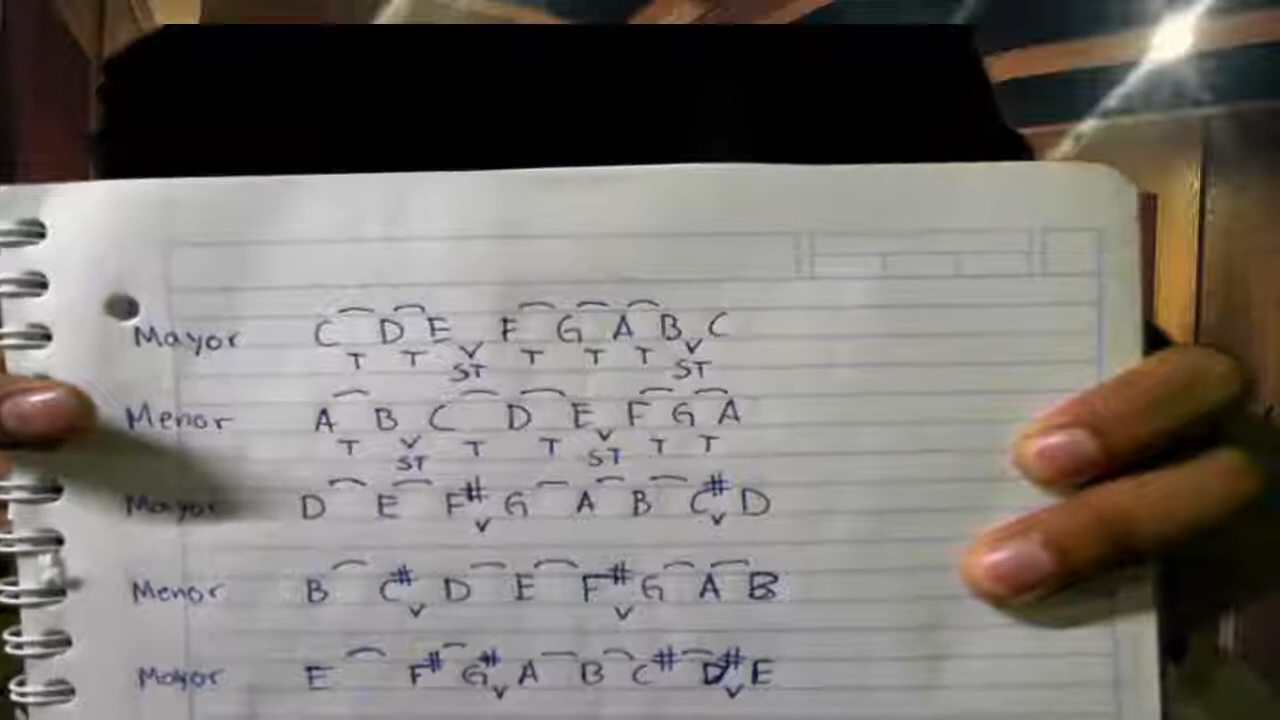 Mayor C D E F G A B C
T T ST T T T ST
Menor A B C D E F G A
T ST T T ST T T
Mayor D E F# G A B C# D
Menor B C# D E F# G A B
Mayor E F# G# A B C# D# E